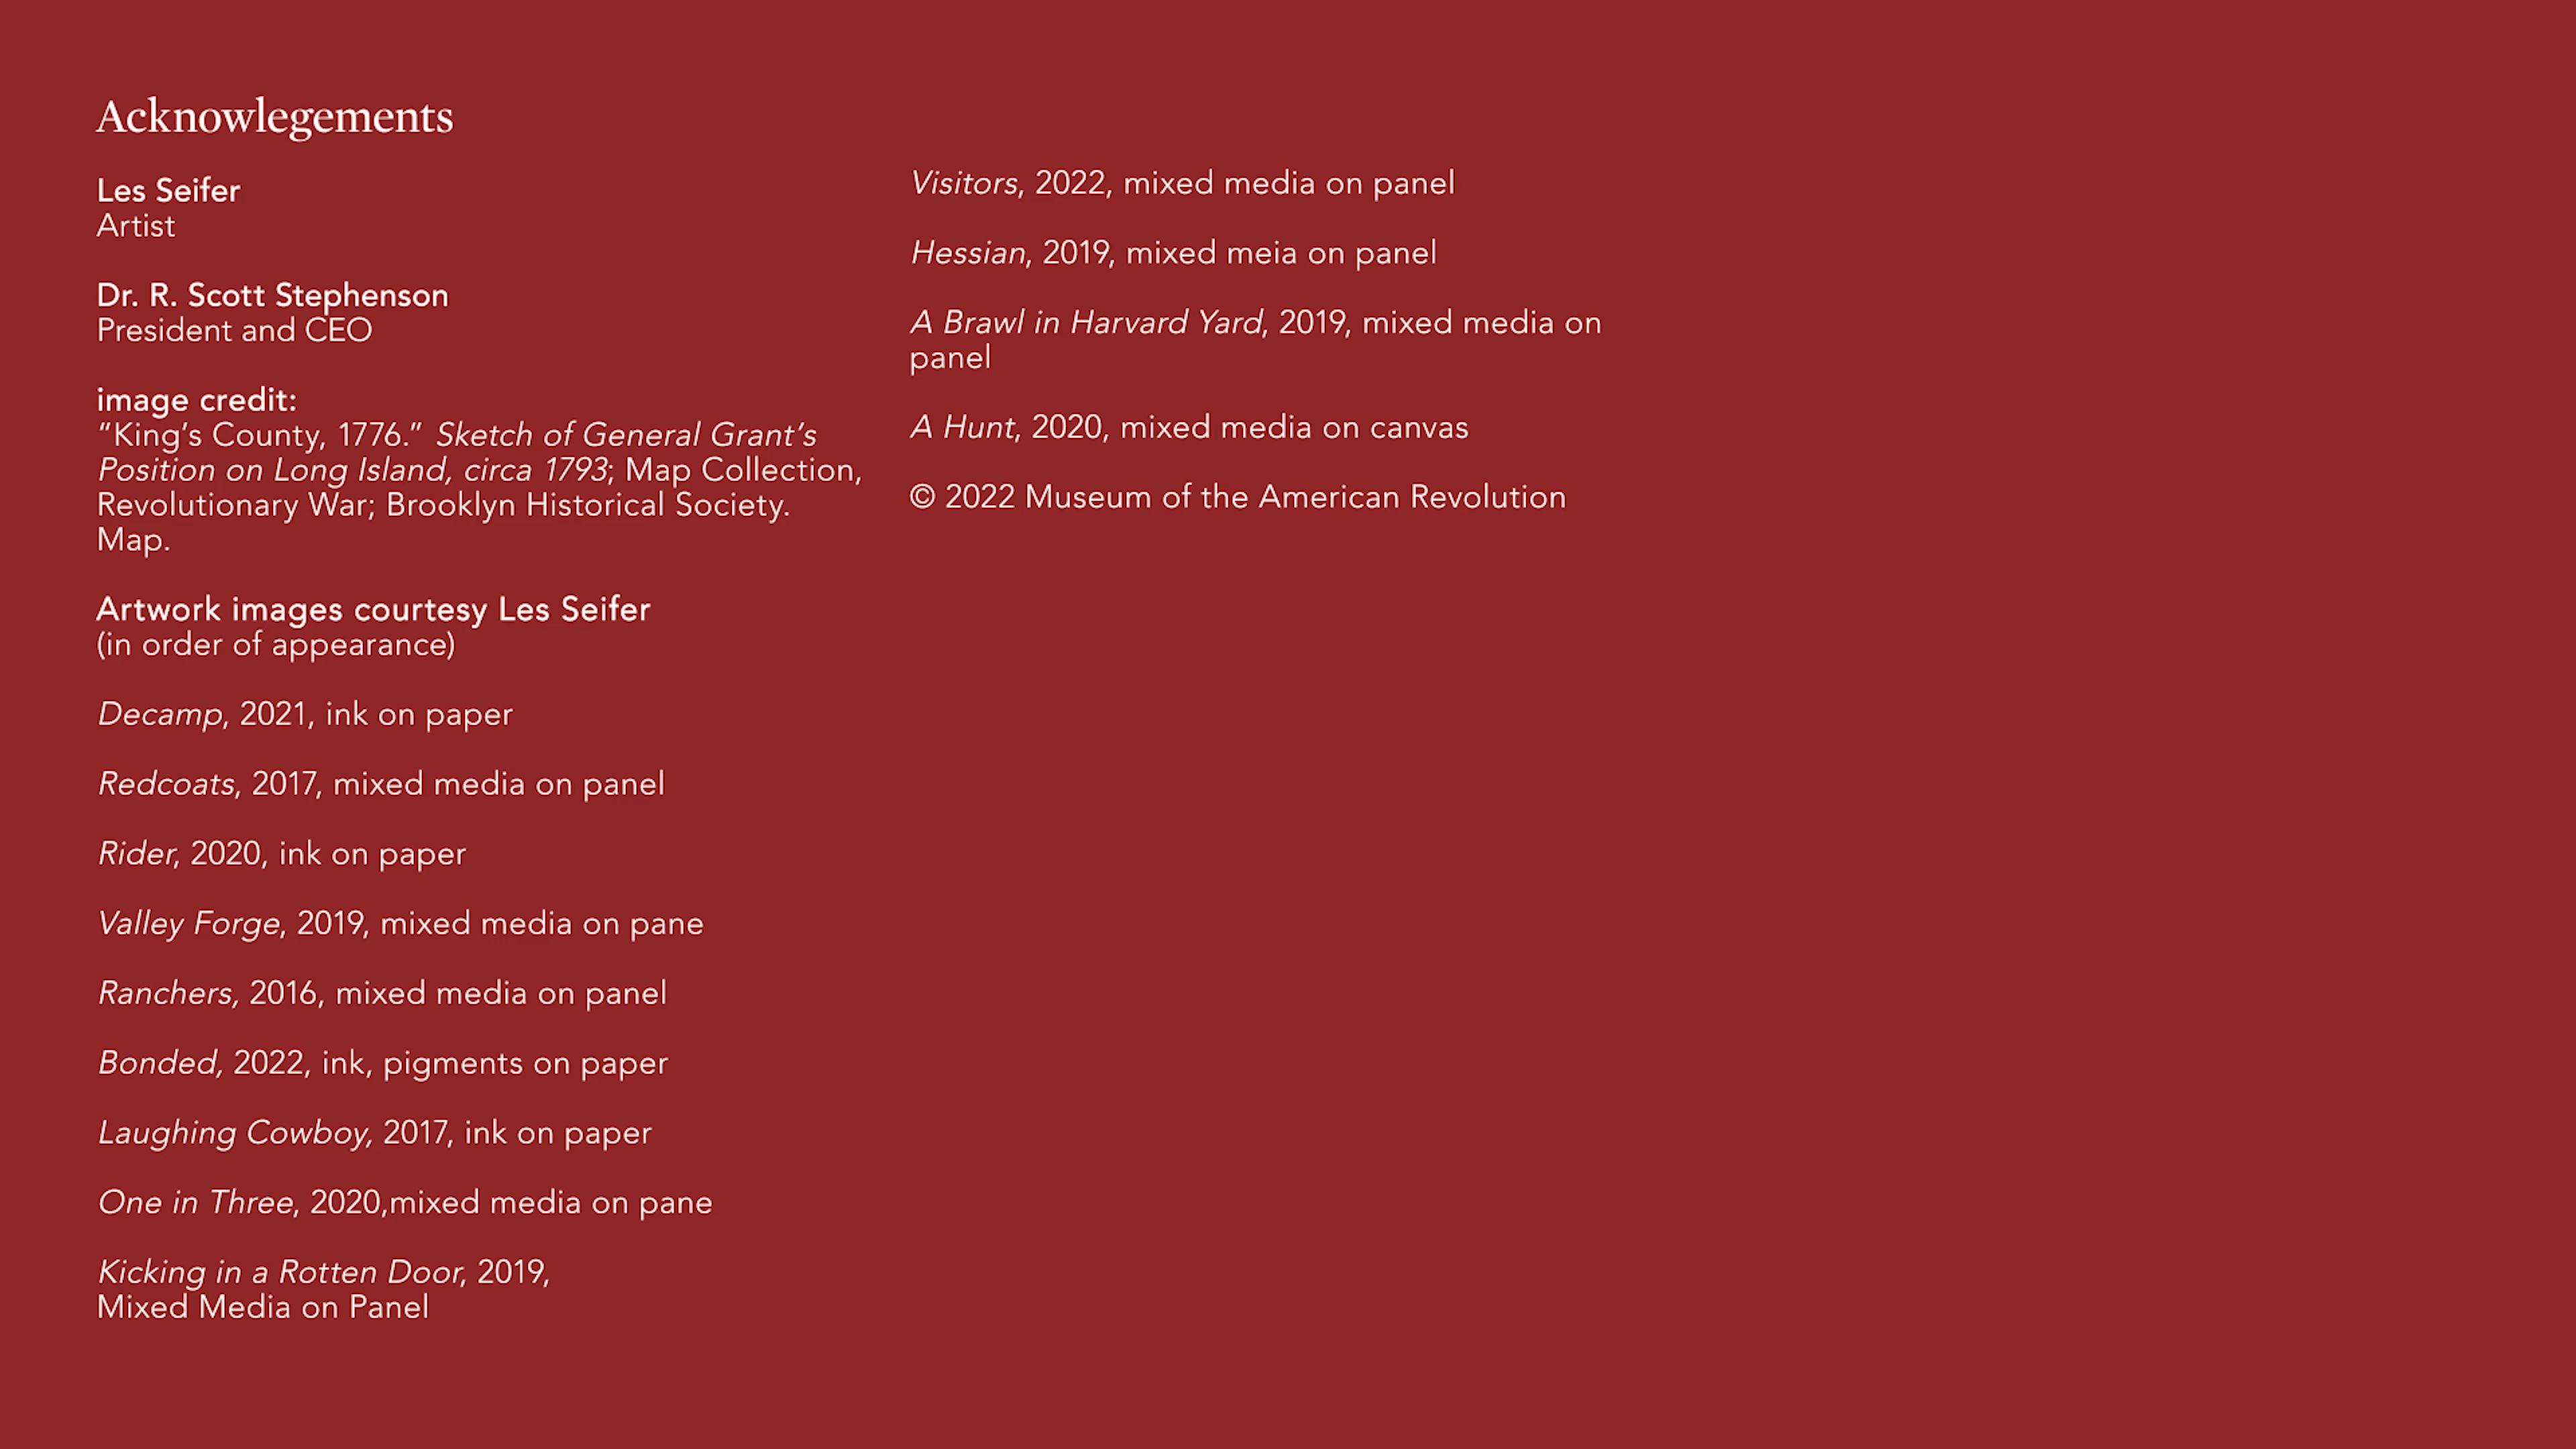 Acknowlegements
Les Seifer
Artist
Dr. R. Scott Stephenson
President and CEO
image credit:
“King’s County, 1776.” Sketch of General Grant’s
Position on Long Island, circa 1793; Map Collection,
Revolutionary War; Brooklyn Historical Society.
Map.
Artwork images courtesy Les Seifer
(in order of appearance)
Decamp, 2021, ink on paper
Redcoats, 2017, mixed media on panel
Rider, 2020, ink on paper
Valley Forge, 2019, mixed media on pane
Ranchers, 2016, mixed media on panel
Bonded, 2022, ink, pigments on paper
Laughing Cowboy, 2017, ink on paper
One in Three, 2020,mixed media on pane
Kicking in a Rotten Door, 2019,
Mixed Media on Panel
Visitors, 2022, mixed media on panel
Hessian, 2019, mixed meia on panel
A Brawl in Harvard Yard, 2019, mixed media on
panel
A Hunt, 2020, mixed media on canvas
© 2022 Museum of the American Revolution